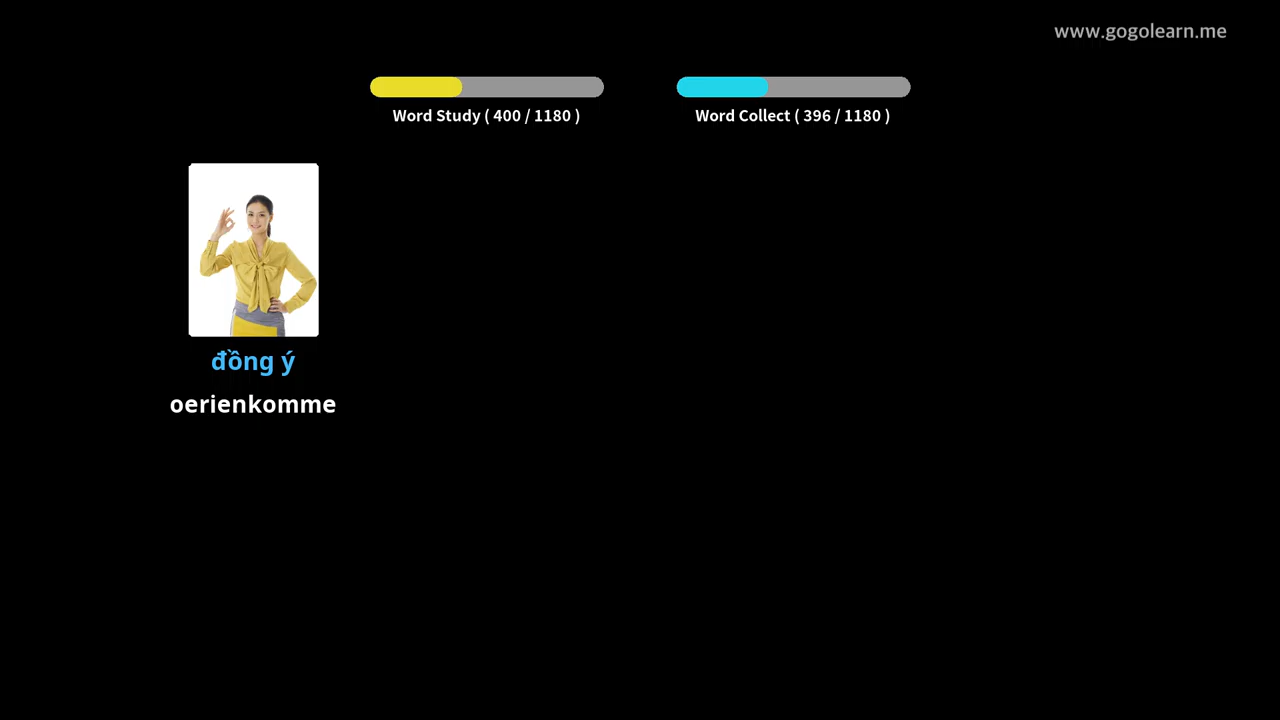 www.gogolearn.me
Word Study ( 400 / 1180 )
Word Collect ( 396 / 1180 )
đồng ý
oerienkomme